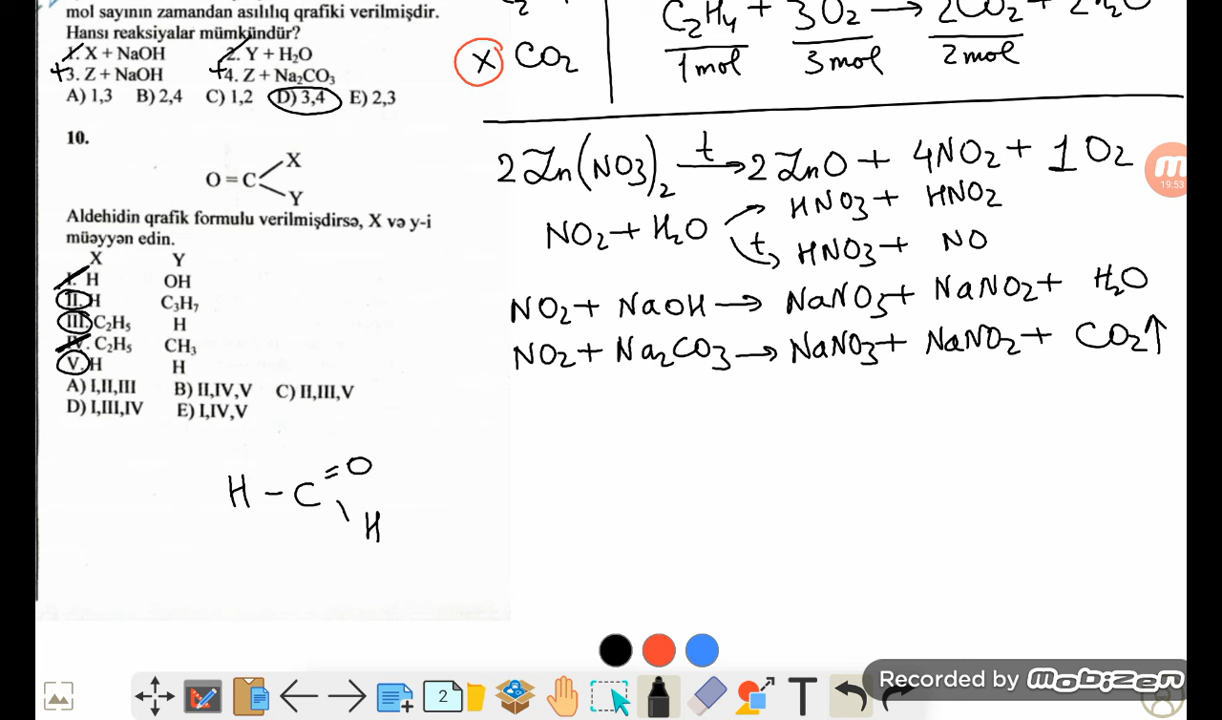 mol sayının zamandan asılılıq qrafiki verilmişdir.
Hansı reaksiyalar mümkündür?
1. X + NaOH 2. Y + H₂O
+3. Z + NaOH +4. Z + Na₂CO₃
A) 1,3 B) 2,4 C) 1,2 D) 3,4 E) 2,3
10.
O = C
X
Y
Aldehidin qrafik formulu verilmişdirsə, X və y-i
müəyyən edin.
X Y
I. H OH
II. H C₃H₇
III. C₂H₅ H
IV. C₂H₅ CH₃
V. H H
A) I,II,III B) II,IV,V C) II,III,V
D) I,III,IV E) I,IV,V
H - C = O
\ H
C₂H₄ + 3O₂ → 2CO₂ + 2H₂O
1mol 3mol 2mol
X CO₂
2Zn(NO3)₂ t→ 2ZnO + 4NO₂ + 1O₂
NO₂ + H₂O → HNO3 + HNO2
t→ HNO3 + NO
NO₂ + NaOH → NaNO3 + NaNO2 + H₂O
NO₂ + Na₂CO3 → NaNO3 + NaNO2 + CO₂↑
19:53
2
T
Recorded by mobizen